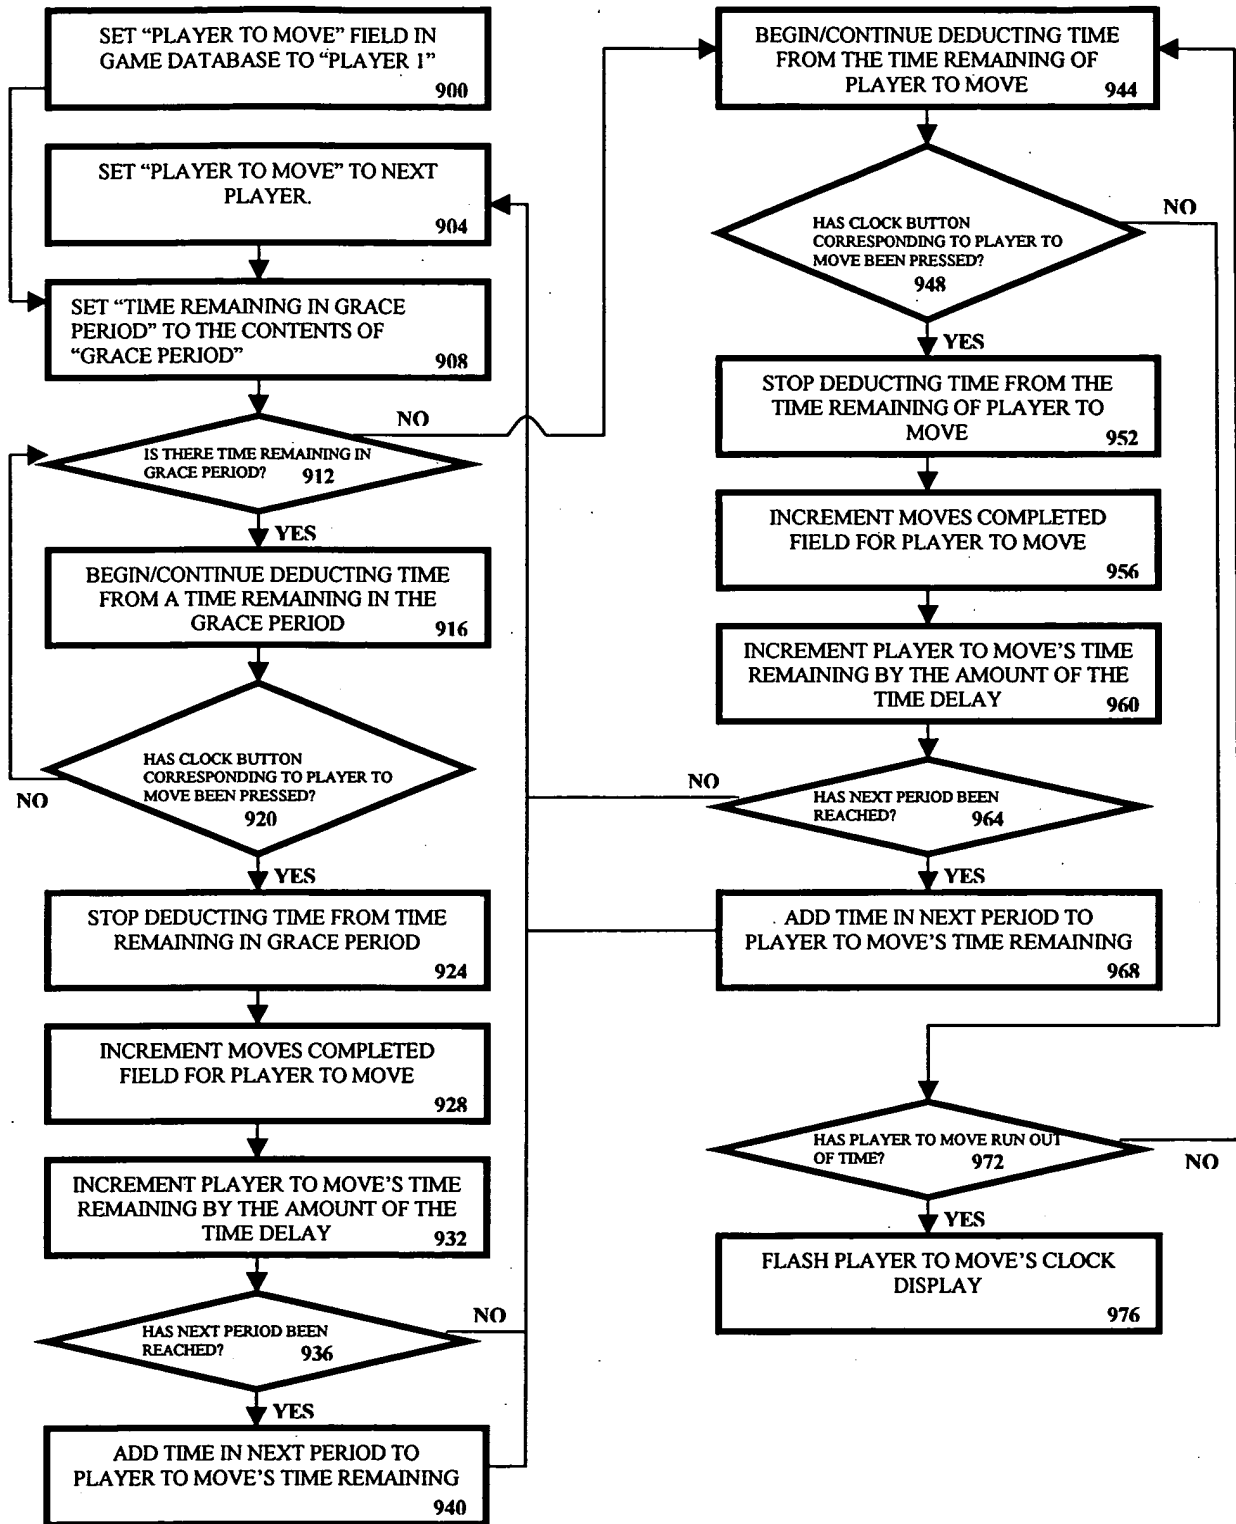 SET “PLAYER TO MOVE” FIELD IN
GAME DATABASE TO “PLAYER 1”
900
SET “PLAYER TO MOVE” TO NEXT
PLAYER.
904
SET “TIME REMAINING IN GRACE
PERIOD” TO THE CONTENTS OF
“GRACE PERIOD”
908
NO
IS THERE TIME REMAINING IN
GRACE PERIOD?
912
YES
BEGIN/CONTINUE DEDUCTING TIME
FROM A TIME REMAINING IN THE
GRACE PERIOD
916
HAS CLOCK BUTTON
CORRESPONDING TO PLAYER TO
MOVE BEEN PRESSED?
920
NO
YES
STOP DEDUCTING TIME FROM TIME
REMAINING IN GRACE PERIOD
924
INCREMENT MOVES COMPLETED
FIELD FOR PLAYER TO MOVE
928
INCREMENT PLAYER TO MOVE’S TIME
REMAINING BY THE AMOUNT OF THE
TIME DELAY
932
HAS NEXT PERIOD BEEN
REACHED?
936
NO
YES
ADD TIME IN NEXT PERIOD TO
PLAYER TO MOVE’S TIME REMAINING
940
BEGIN/CONTINUE DEDUCTING TIME
FROM THE TIME REMAINING OF
PLAYER TO MOVE
944
NO
HAS CLOCK BUTTON
CORRESPONDING TO PLAYER TO
MOVE BEEN PRESSED?
948
YES
STOP DEDUCTING TIME FROM THE
TIME REMAINING OF PLAYER TO
MOVE
952
INCREMENT MOVES COMPLETED
FIELD FOR PLAYER TO MOVE
956
INCREMENT PLAYER TO MOVE’S TIME
REMAINING BY THE AMOUNT OF THE
TIME DELAY
960
NO
HAS NEXT PERIOD BEEN
REACHED?
964
YES
ADD TIME IN NEXT PERIOD TO
PLAYER TO MOVE’S TIME REMAINING
968
HAS PLAYER TO MOVE RUN OUT
OF TIME?
972
NO
YES
FLASH PLAYER TO MOVE’S CLOCK
DISPLAY
976